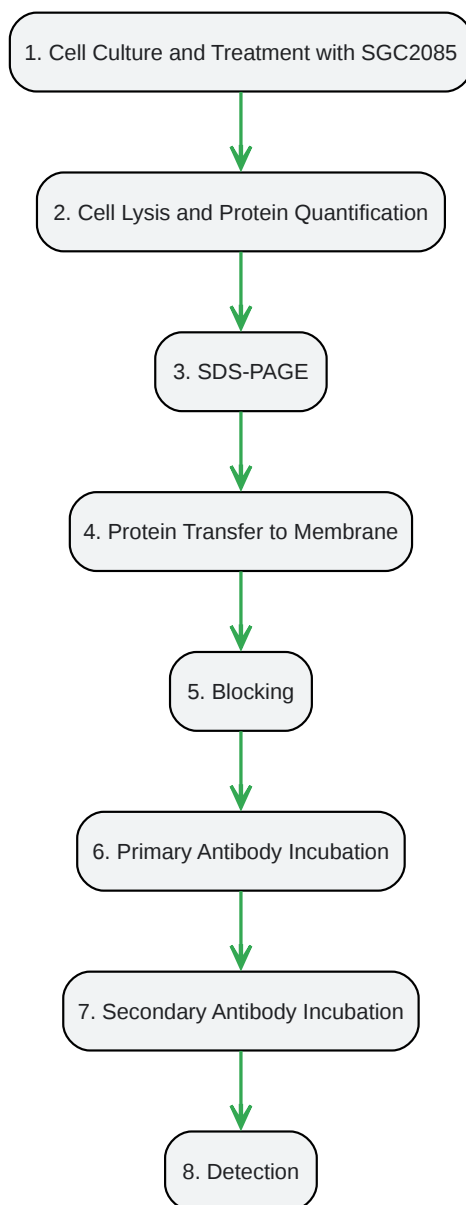 1. Cell Culture and Treatment with SGC2085
2. Cell Lysis and Protein Quantification
3. SDS-PAGE
4. Protein Transfer to Membrane
5. Blocking
6. Primary Antibody Incubation
7. Secondary Antibody Incubation
8. Detection